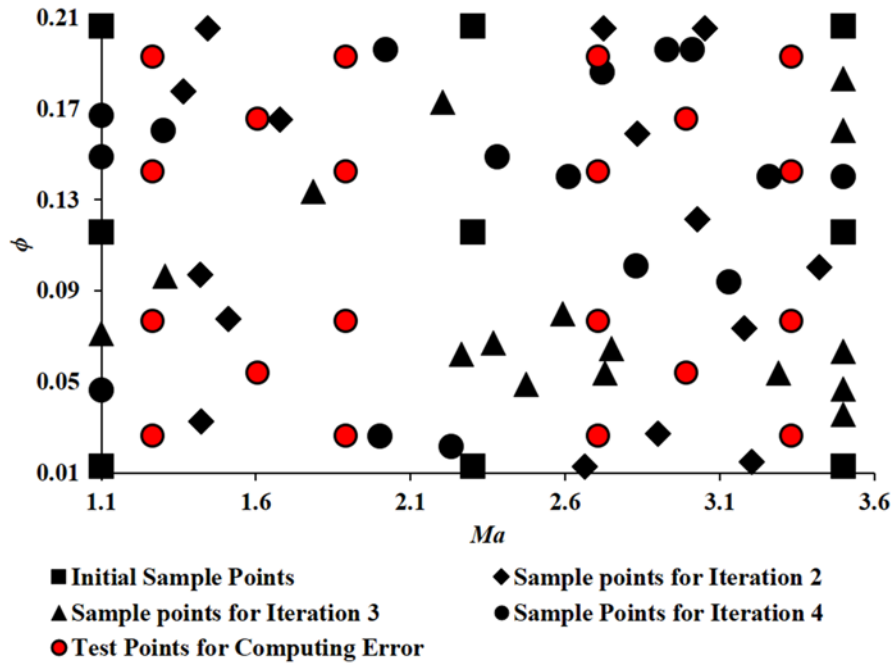 0.21
0.17
0.13
ϕ
0.09
0.05
0.01
1.1 1.6 2.1 2.6 3.1 3.6
Ma
Initial Sample Points Sample points for Iteration 2
Sample points for Iteration 3 Sample Points for Iteration 4
Test Points for Computing Error